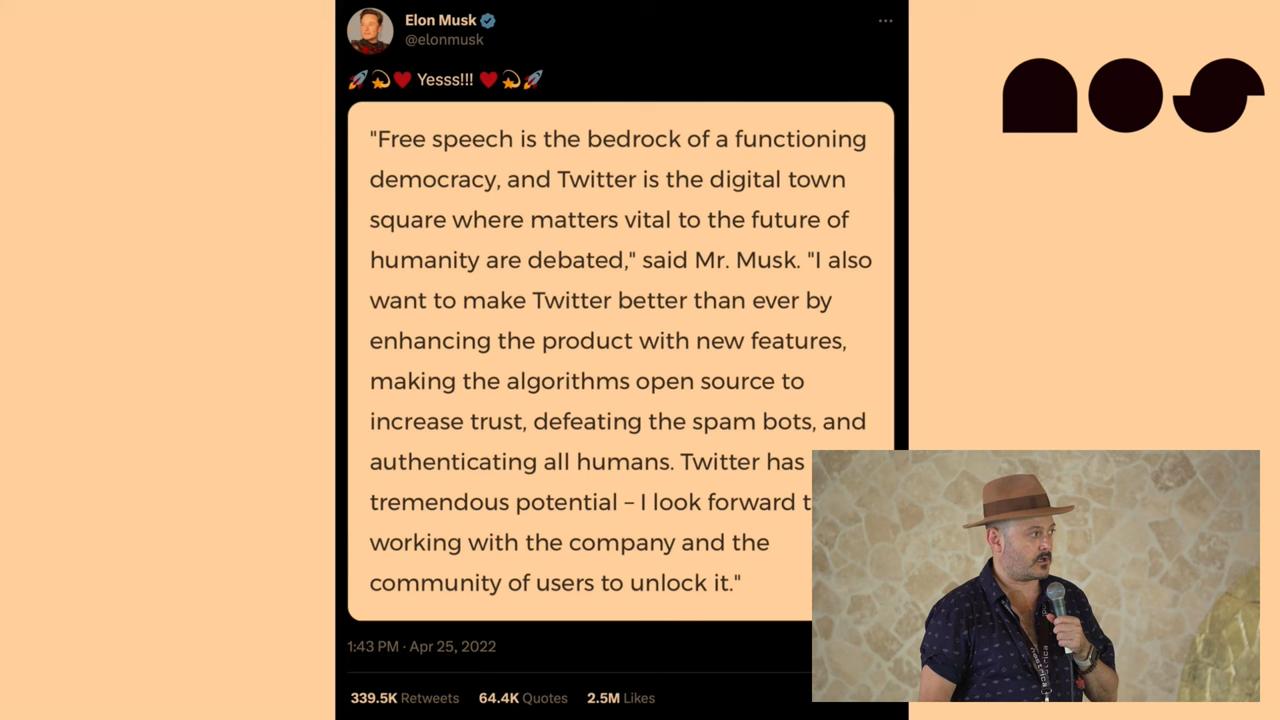 Elon Musk
@elonmusk
🚀💫❤️ Yesss!!! ❤️💫🚀
"Free speech is the bedrock of a functioning
democracy, and Twitter is the digital town
square where matters vital to the future of
humanity are debated," said Mr. Musk. "I also
want to make Twitter better than ever by
enhancing the product with new features,
making the algorithms open source to
increase trust, defeating the spam bots, and
authenticating all humans. Twitter has
tremendous potential – I look forward t
working with the company and the
community of users to unlock it."
1:43 PM · Apr 25, 2022
339.5K Retweets 64.4K Quotes 2.5M Likes
nos